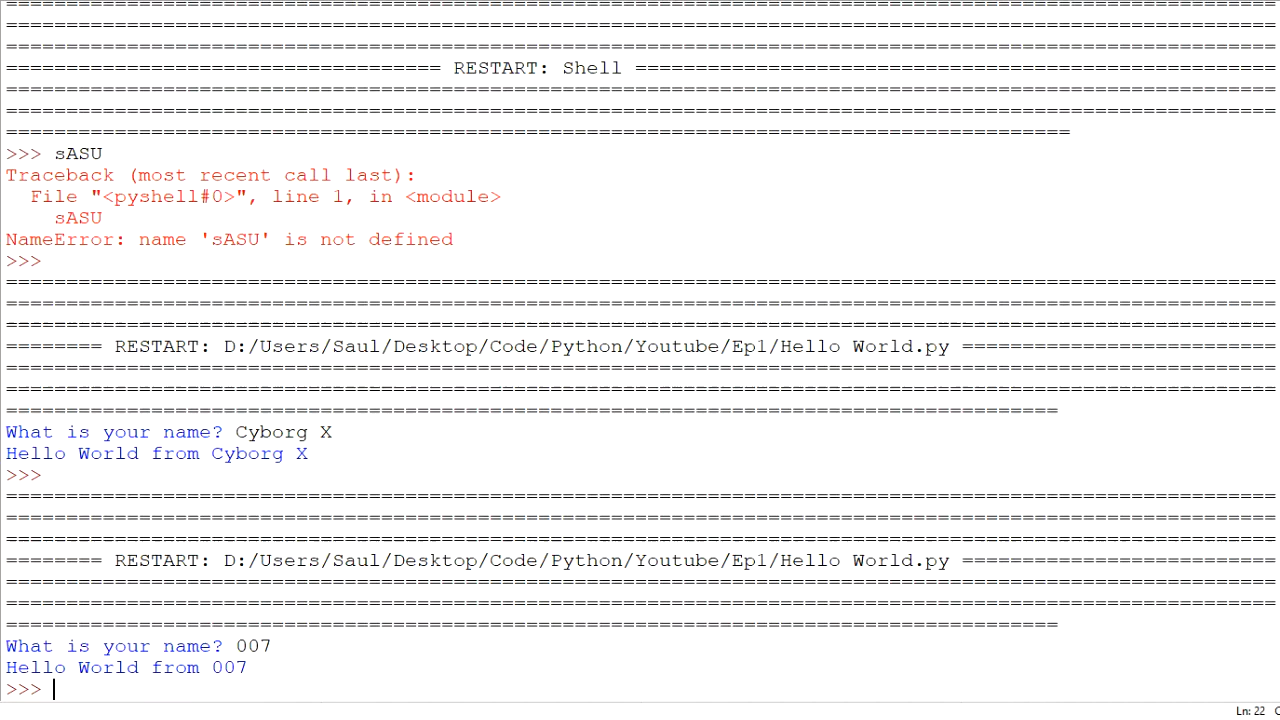 ================================== RESTART: Shell ==================================
>>> sASU
Traceback (most recent call last):
  File "<pyshell#0>", line 1, in <module>
    sASU
NameError: name 'sASU' is not defined
>>>
======== RESTART: D:/Users/Saul/Desktop/Code/Python/Youtube/Ep1/Hello World.py ==========================
What is your name? Cyborg X
Hello World from Cyborg X
>>>
======== RESTART: D:/Users/Saul/Desktop/Code/Python/Youtube/Ep1/Hello World.py ==========================
What is your name? 007
Hello World from 007
>>>
Ln: 22